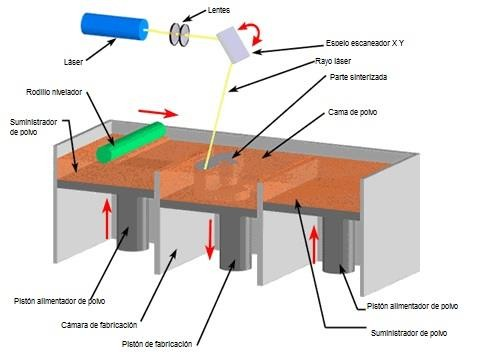 Lentes
Espejo escaneador X Y
Láser
Rayo láser
Parte sinterizada
Rodillo nivelador
Cama de polvo
Suministrador
de polvo
Pistón alimentador de polvo
Pistón alimentador de polvo
Cámara de fabricación
Suministrador de polvo
Pistón de fabricación